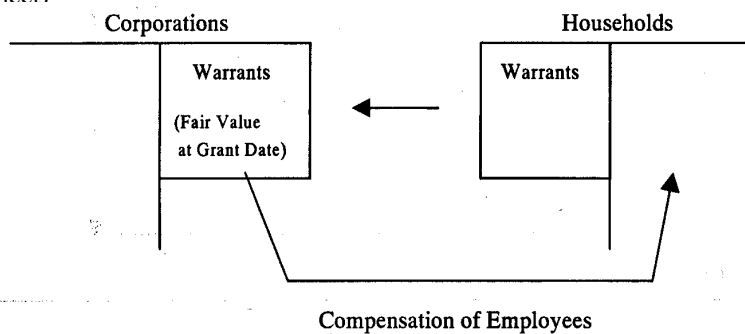 Corporations
Households
Warrants
(Fair Value
at Grant Date)
Warrants
Compensation of Employees